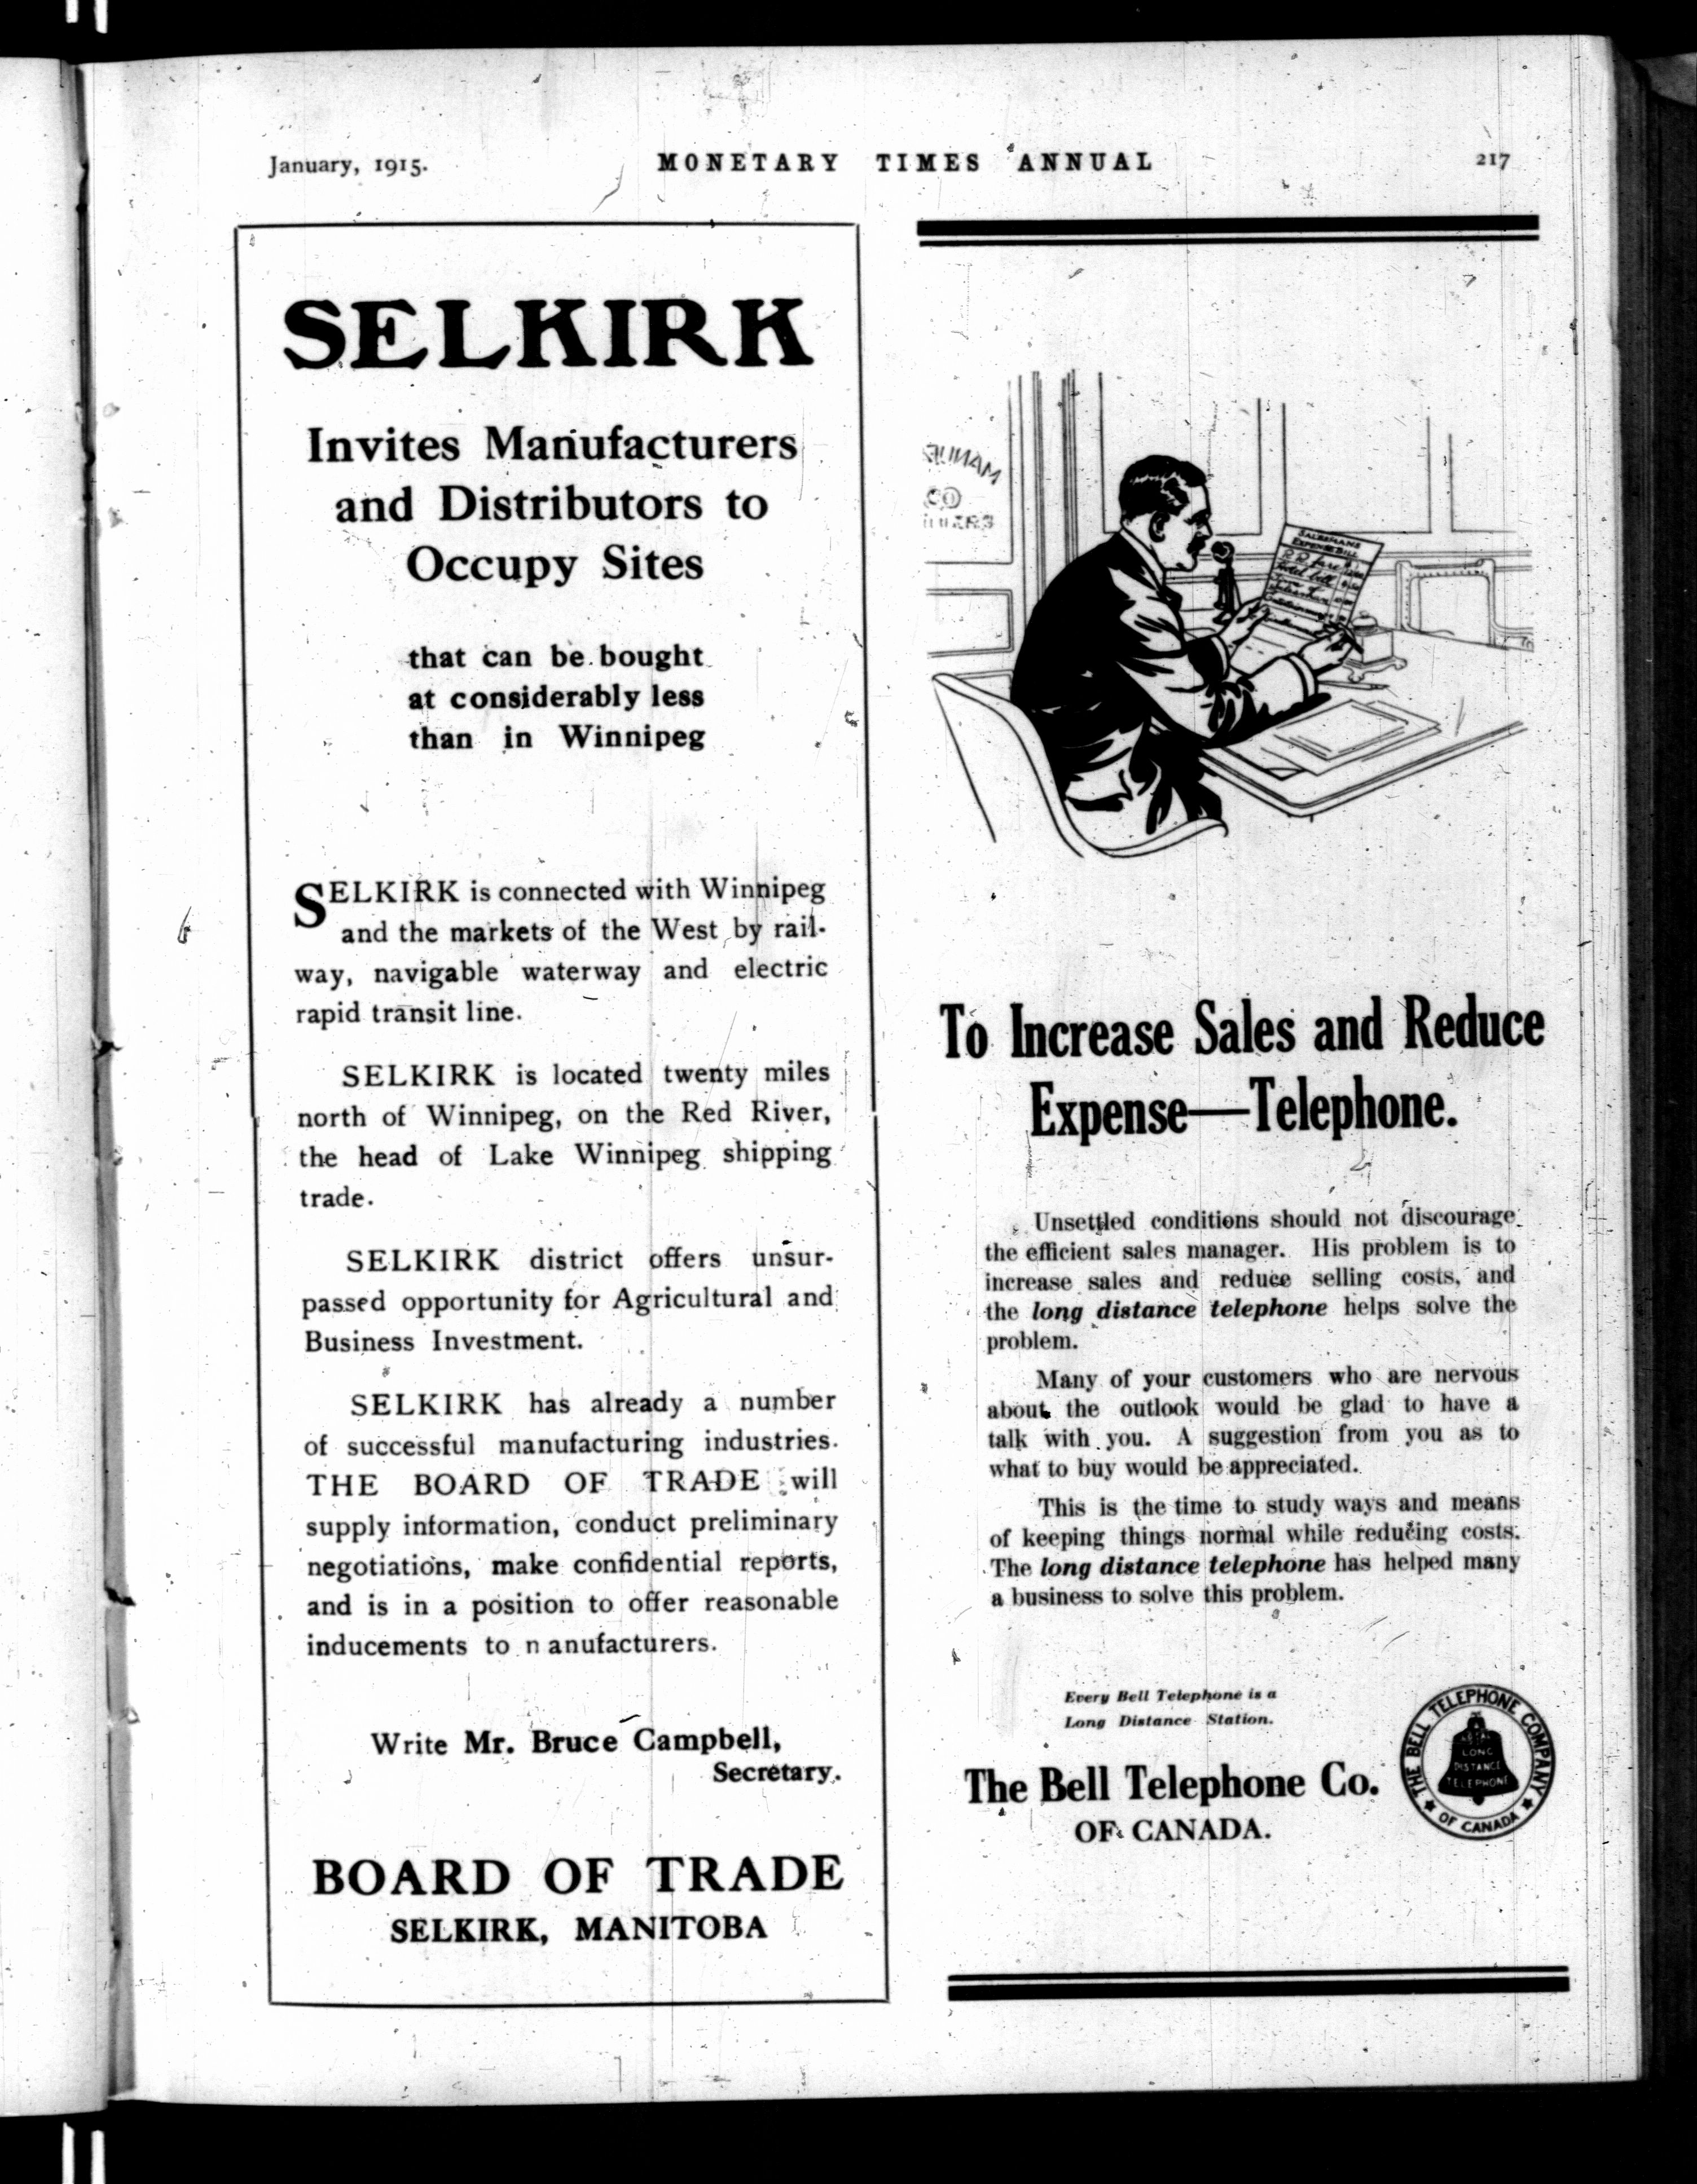 January, 1915.
MONETARY TIMES ANNUAL
217
SELKIRK
Invites Manufacturers
and Distributors to
Occupy Sites
that can be bought
at considerably less
than in Winnipeg
SELKIRK is connected with Winnipeg
and the markets of the West by rail-
way, navigable waterway and electric
rapid transit line.
SELKIRK is located twenty miles
north of Winnipeg, on the Red River,
the head of Lake Winnipeg shipping
trade.
SELKIRK district offers unsur-
passed opportunity for Agricultural and
Business Investment.
SELKIRK has already a number
of successful manufacturing industries.
THE BOARD OF TRADE will
supply information, conduct preliminary
negotiations, make confidential reports,
and is in a position to offer reasonable
inducements to n anufacturers.
Write Mr. Bruce Campbell,
Secretary.
BOARD OF TRADE
SELKIRK, MANITOBA
CO
SALESMANS
EXPENSE BILL
R R fare
Hotel bill
To Increase Sales and Reduce
Expense—Telephone.
Unsettled conditions should not discourage
the efficient sales manager. His problem is to
increase sales and reduce selling costs, and
the long distance telephone helps solve the
problem.
Many of your customers who are nervous
about the outlook would be glad to have a
talk with you. A suggestion from you as to
what to buy would be appreciated.
This is the time to study ways and means
of keeping things normal while reducing costs.
The long distance telephone has helped many
a business to solve this problem.
Every Bell Telephone is a
Long Distance Station.
The Bell Telephone Co.
OF CANADA.
THE BELL TELEPHONE COMPANY
OF CANADA
LONG
DISTANCE
TELEPHONE